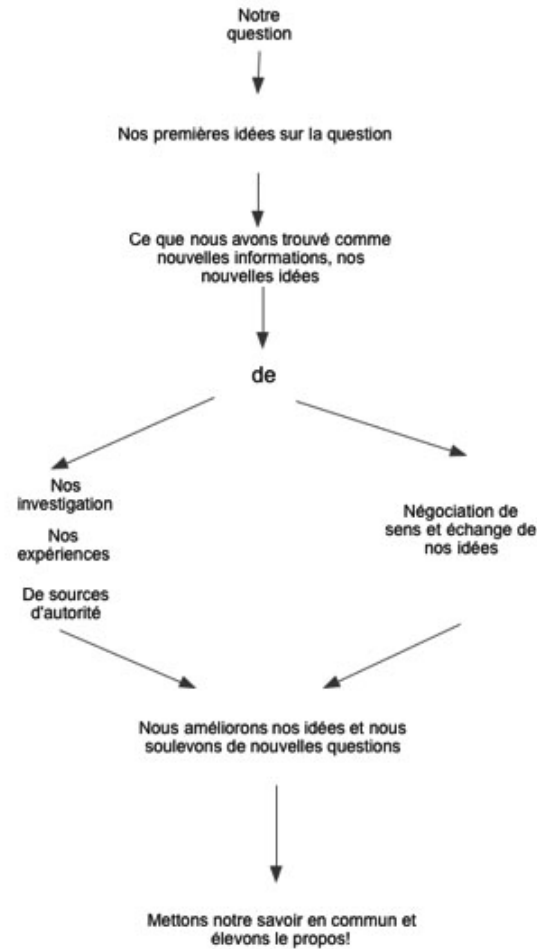 Notre
question
Nos premières idées sur la question
Ce que nous avons trouvé comme
nouvelles informations, nos
nouvelles idées
de
Nos
investigation
Nos
expériences
De sources
d'autorité
Négociation de
sens et échange de
nos idées
Nous améliorons nos idées et nous
soulevons de nouvelles questions
Mettons notre savoir en commun et
élevons le propos!